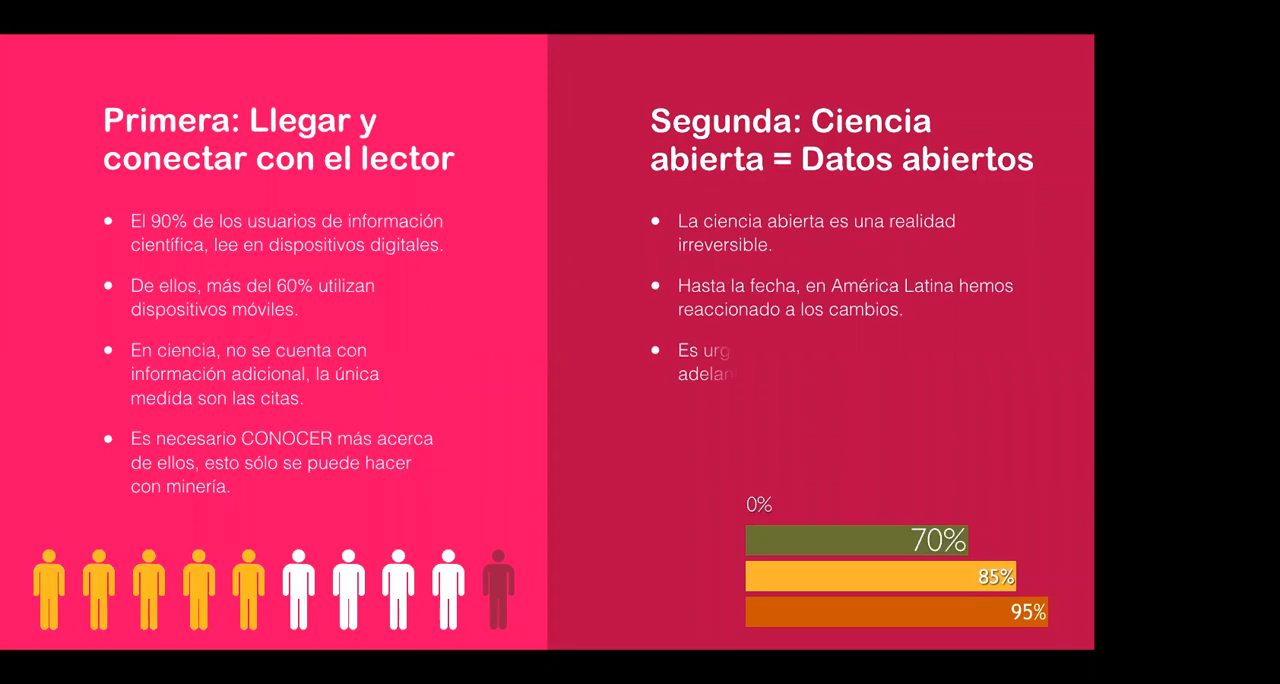 Primera: Llegar y
conectar con el lector
El 90% de los usuarios de información
científica, lee en dispositivos digitales.
De ellos, más del 60% utilizan
dispositivos móviles.
En ciencia, no se cuenta con
información adicional, la única
medida son las citas.
Es necesario CONOCER más acerca
de ellos, esto sólo se puede hacer
con minería.
Segunda: Ciencia
abierta = Datos abiertos
La ciencia abierta es una realidad
irreversible.
Hasta la fecha, en América Latina hemos
reaccionado a los cambios.
Es
0%
70%
85%
95%